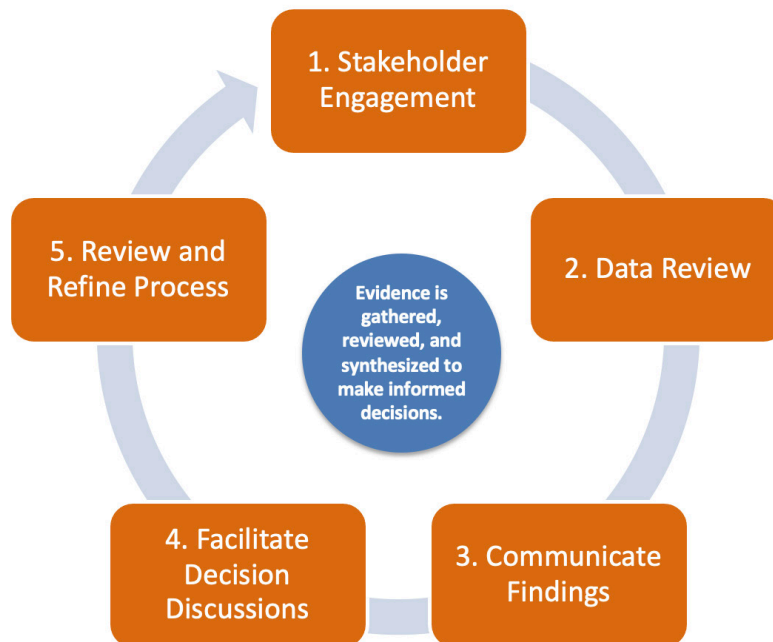 1. Stakeholder
Engagement
2. Data Review
3. Communicate
Findings
4. Facilitate
Decision
Discussions
5. Review and
Refine Process
Evidence is
gathered,
reviewed, and
synthesized to
make informed
decisions.